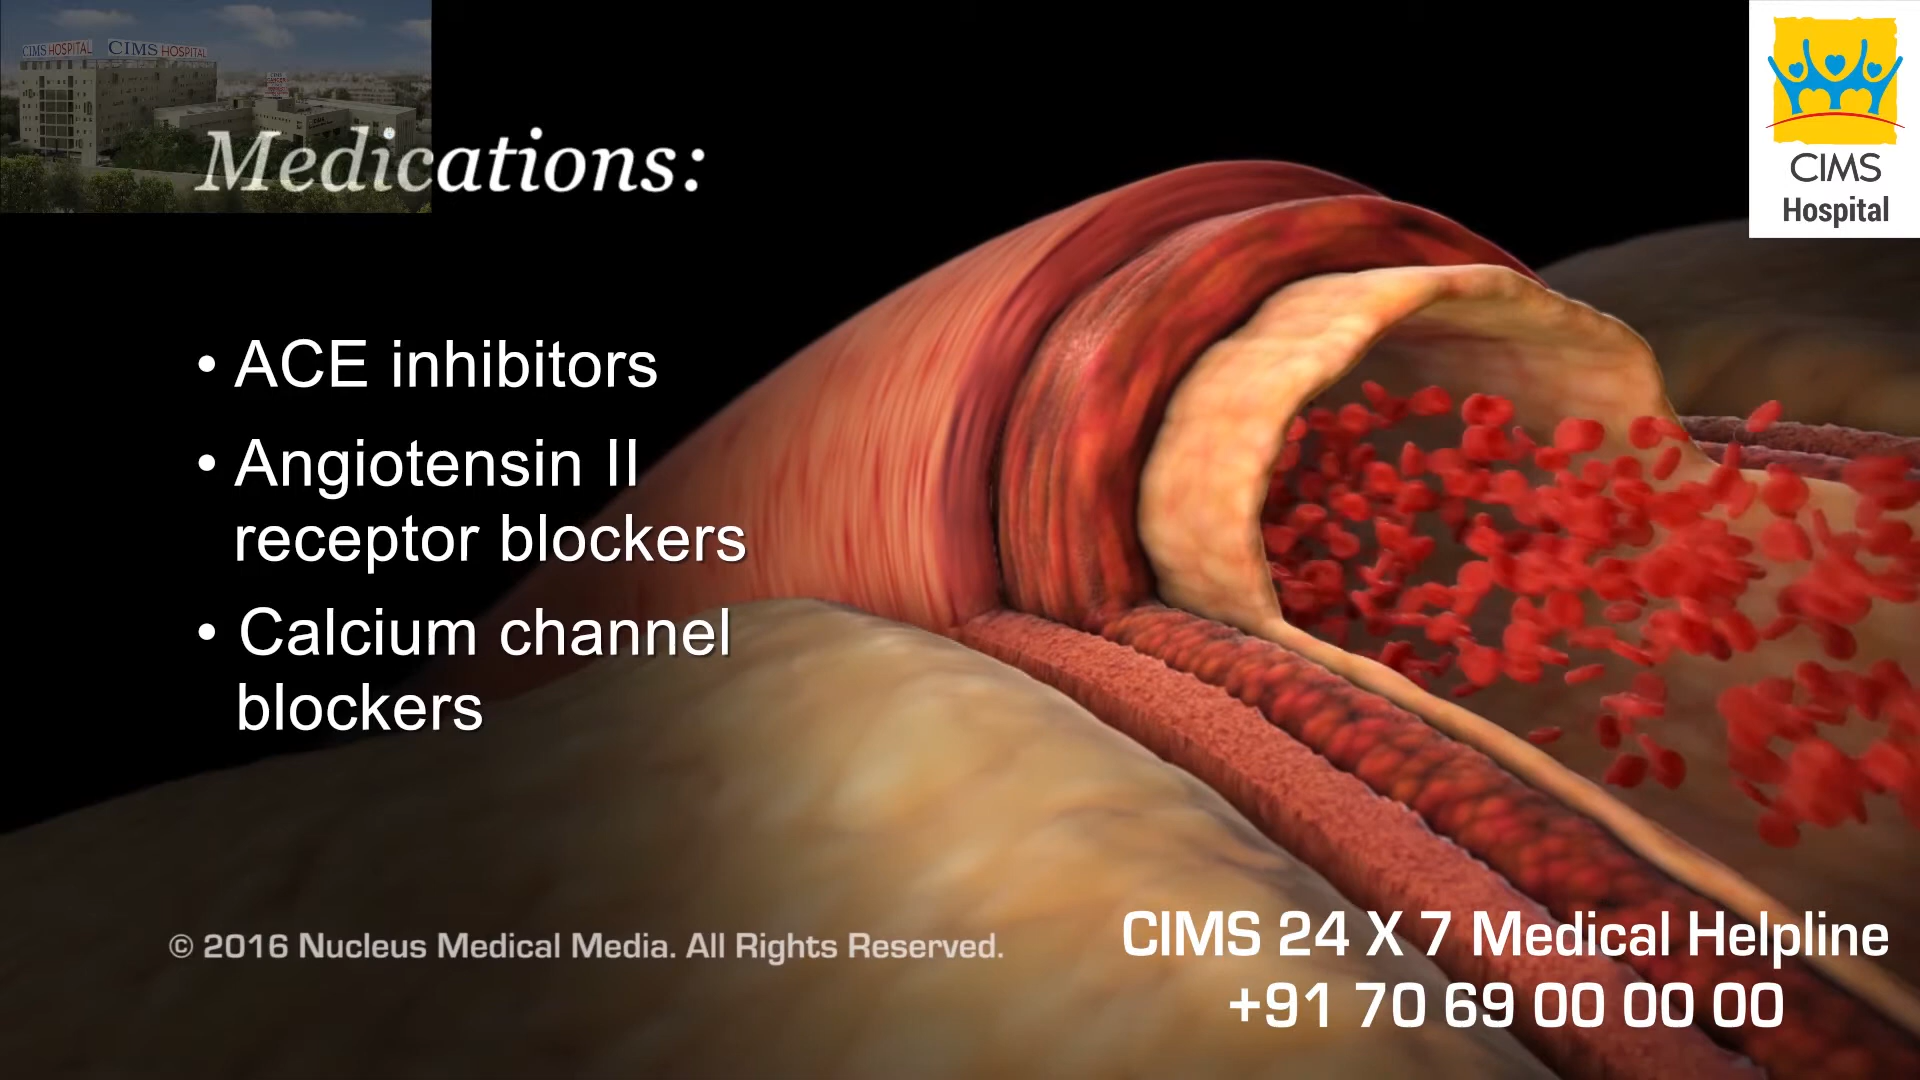 CIMS HOSPITAL CIMS HOSPITAL
Medications:
CIMS
Hospital
• ACE inhibitors
• Angiotensin II
receptor blockers
• Calcium channel
blockers
© 2016 Nucleus Medical Media. All Rights Reserved.
CIMS 24 X 7 Medical Helpline
+91 70 69 00 00 00